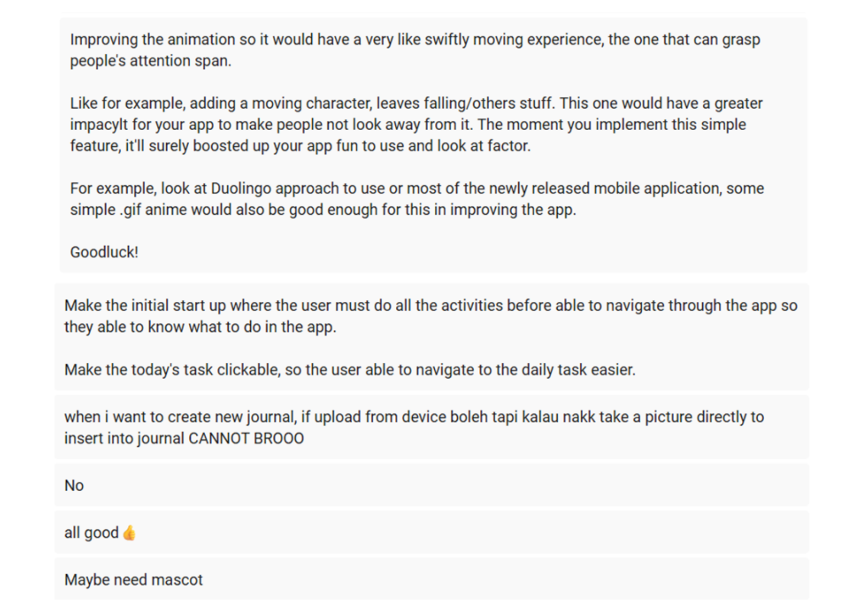 Improving the animation so it would have a very like swiftly moving experience, the one that can grasp
people's attention span.
Like for example, adding a moving character, leaves falling/others stuff. This one would have a greater
impacylt for your app to make people not look away from it. The moment you implement this simple
feature, it'll surely boosted up your app fun to use and look at factor.
For example, look at Duolingo approach to use or most of the newly released mobile application, some
simple .gif anime would also be good enough for this in improving the app.
Goodluck!
Make the initial start up where the user must do all the activities before able to navigate through the app so
they able to know what to do in the app.
Make the today's task clickable, so the user able to navigate to the daily task easier.
when i want to create new journal, if upload from device boleh tapi kalau nakk take a picture directly to
insert into journal CANNOT BROOO
No
all good 👍
Maybe need mascot